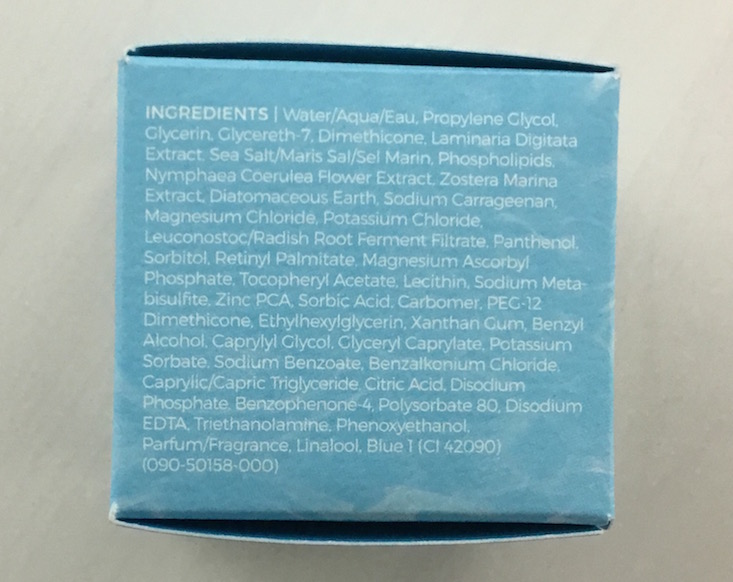 INGREDIENTS | Water/Aqua/Eau, Propylene Glycol,
Glycerin, Glycereth-7, Dimethicone, Laminaria Digitata
Extract, Sea Salt/Maris Sal/Sel Marin, Phospholipids,
Nymphaea Coerulea Flower Extract, Zostera Marina
Extract, Diatomaceous Earth, Sodium Carrageenan,
Magnesium Chloride, Potassium Chloride,
Leuconostoc/Radish Root Ferment Filtrate, Panthenol,
Sorbitol, Retinyl Palmitate, Magnesium Ascorbyl
Phosphate, Tocopheryl Acetate, Lecithin, Sodium Meta-
bisulfite, Zinc PCA, Sorbic Acid, Carbomer, PEG-12
Dimethicone, Ethylhexylglycerin, Xanthan Gum, Benzyl
Alcohol, Caprylyl Glycol, Glyceryl Caprylate, Potassium
Sorbate, Sodium Benzoate, Benzalkonium Chloride,
Caprylic/Capric Triglyceride, Citric Acid, Disodium
Phosphate, Benzophenone-4, Polysorbate 80, Disodium
EDTA, Triethanolamine, Phenoxyethanol,
Parfum/Fragrance, Linalool, Blue 1 (CI 42090)
(090-50158-000)